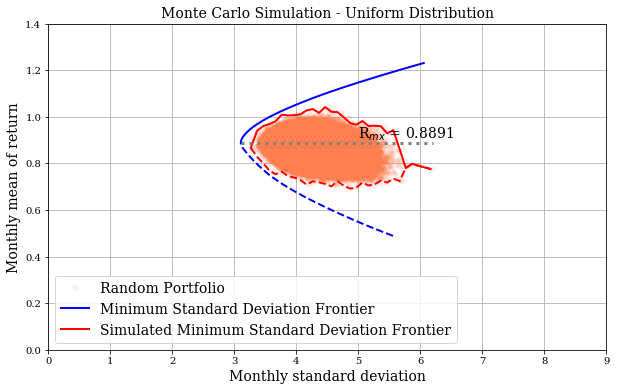 Monte Carlo Simulation - Uniform Distribution
Monthly mean of return
1.4
1.2
1.0
0.8
0.6
0.4
0.2
0.0
R_mx = 0.8891
Random Portfolio
Minimum Standard Deviation Frontier
Simulated Minimum Standard Deviation Frontier
0 1 2 3 4 5 6 7 8 9
Monthly standard deviation